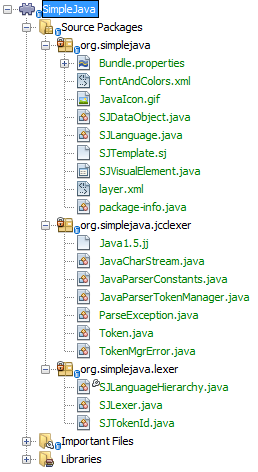 SimpleJava
Source Packages
org.simplejava
Bundle.properties
FontAndColors.xml
JavaIcon.gif
SJDataObject.java
SJLanguage.java
SJTemplate.sj
SJVisualElement.java
layer.xml
package-info.java
org.simplejava.jcclexer
Java1.5.jj
JavaCharStream.java
JavaParserConstants.java
JavaParserTokenManager.java
ParseException.java
Token.java
TokenMgrError.java
org.simplejava.lexer
SJLanguageHierarchy.java
SJLexer.java
SJTokenId.java
Important Files
Libraries